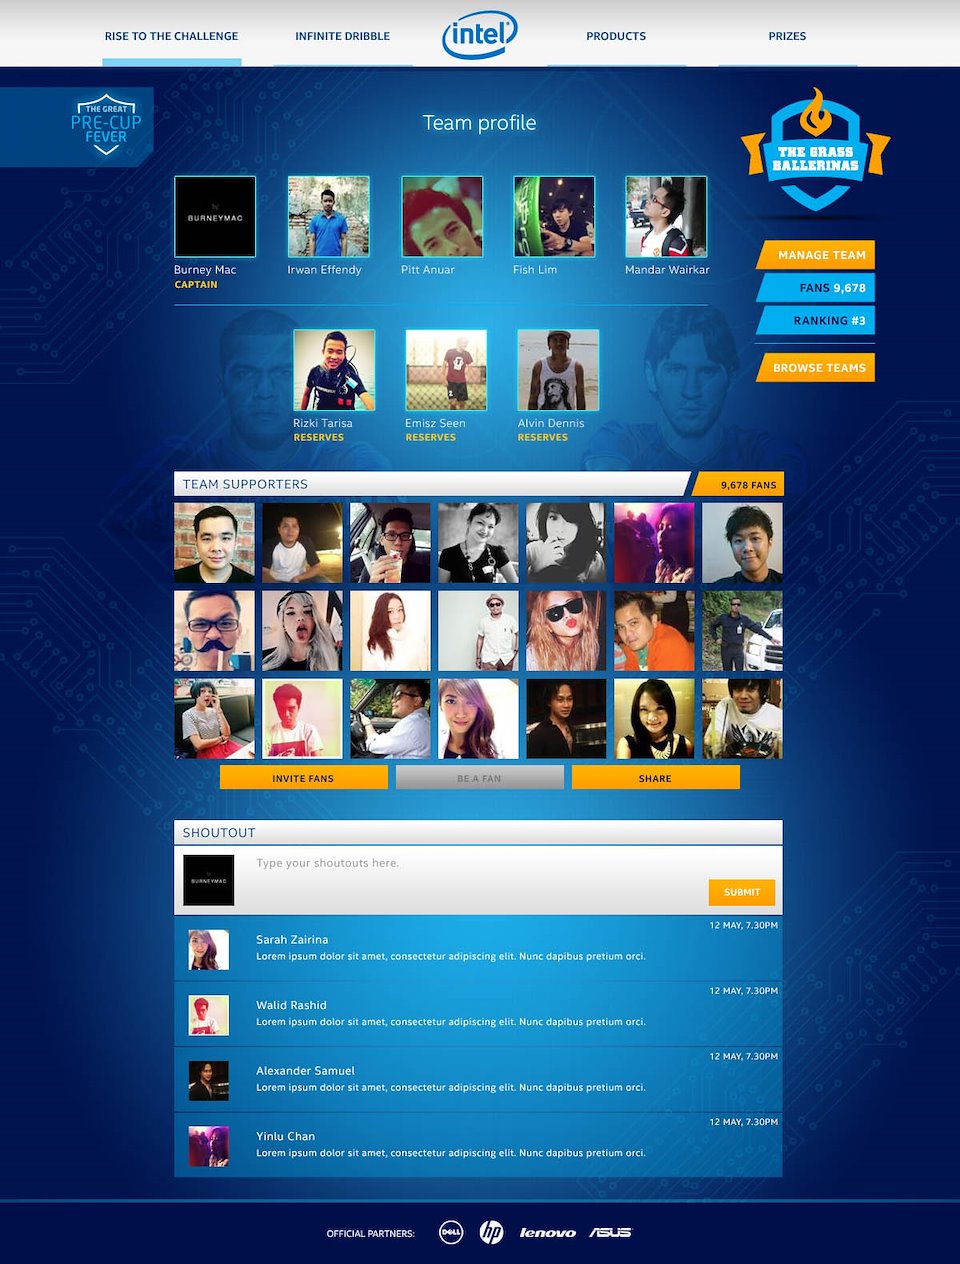 RISE TO THE CHALLENGE
INFINITE DRIBBLE
intel
PRODUCTS
PRIZES
THE GREAT
PRE-CUP
FEVER
Team profile
THE GRASS
BALLERINAS
by
BURNEYMAC
Burney Mac
CAPTAIN
Irwan Effendy
Pitt Anuar
Fish Lim
Mandar Wairkar
MANAGE TEAM
FANS 9,678
RANKING #3
BROWSE TEAMS
Rizki Tarisa
RESERVES
Emisz Seen
RESERVES
Alvin Dennis
RESERVES
TEAM SUPPORTERS
9,678 FANS
INVITE FANS
BE A FAN
SHARE
SHOUTOUT
by
BURNEYMAC
Type your shoutouts here.
SUBMIT
12 MAY, 7.30PM
Sarah Zairina
Lorem ipsum dolor sit amet, consectetur adipiscing elit. Nunc dapibus pretium orci.
12 MAY, 7.30PM
Walid Rashid
Lorem ipsum dolor sit amet, consectetur adipiscing elit. Nunc dapibus pretium orci.
12 MAY, 7.30PM
Alexander Samuel
Lorem ipsum dolor sit amet, consectetur adipiscing elit. Nunc dapibus pretium orci.
12 MAY, 7.30PM
Yinlu Chan
Lorem ipsum dolor sit amet, consectetur adipiscing elit. Nunc dapibus pretium orci.
OFFICIAL PARTNERS:
DELL
hp
lenovo
ASUS